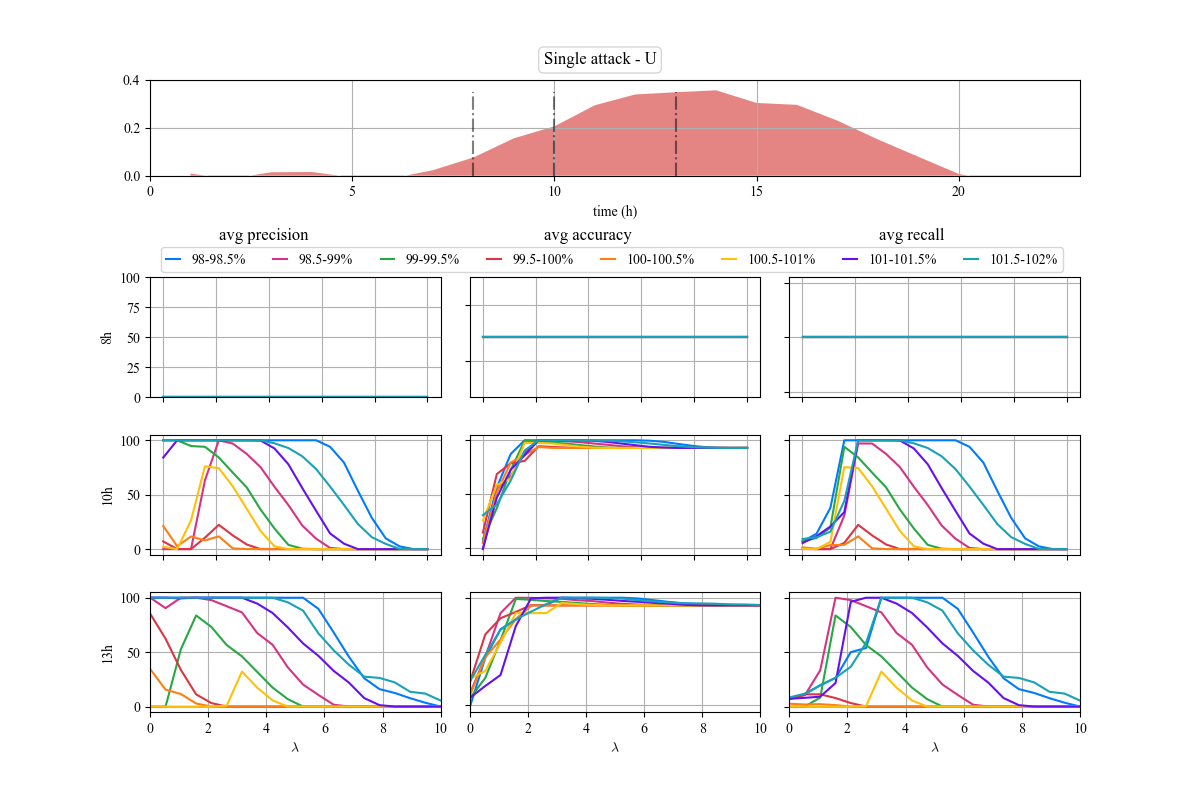 Single attack - U
0.4
0.2
0.0
0 5 10 15 20
time (h)
avg precision avg accuracy avg recall
98-98.5% 98.5-99% 99-99.5% 99.5-100% 100-100.5% 100.5-101% 101-101.5% 101.5-102%
100
75
50
25
0
8h
100
50
0
10h
100
50
0
13h
0 2 4 6 8 10 0 2 4 6 8 10 0 2 4 6 8 10
λ λ λ